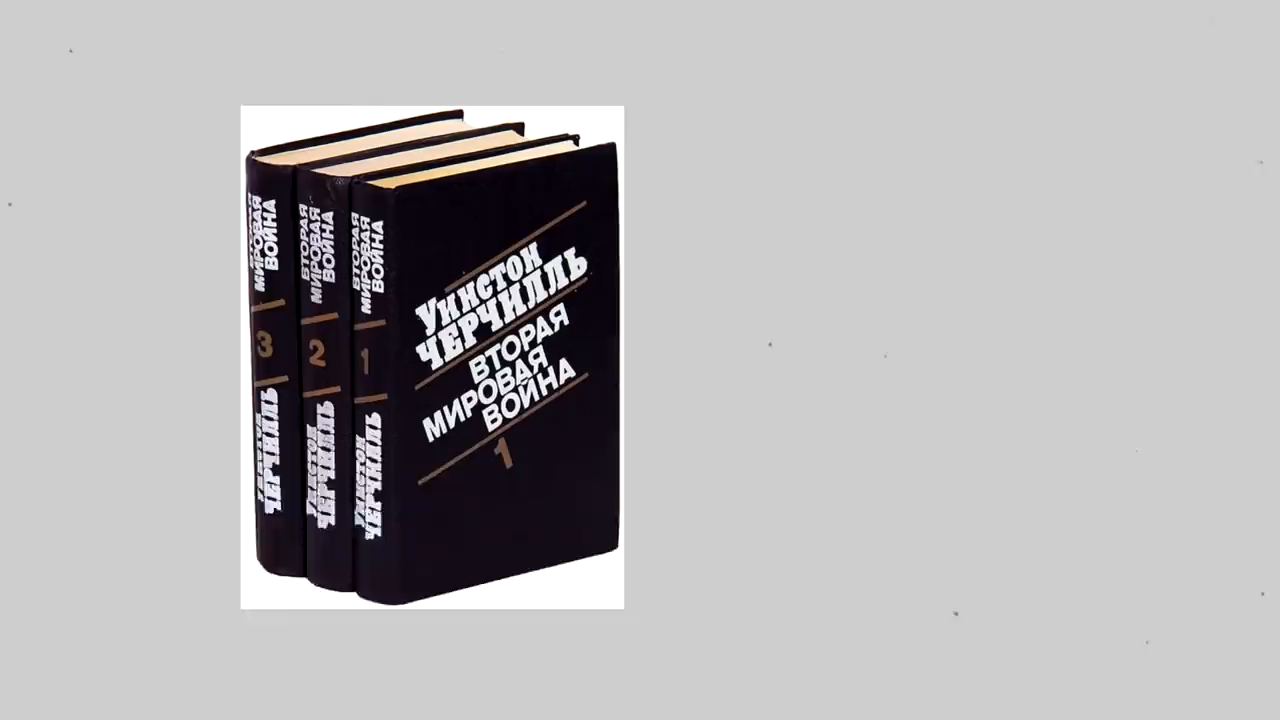 Уинстон
ЧЕРЧИЛЛЬ
ВТОРАЯ
МИРОВАЯ
ВОЙНА
1
ВТОРАЯ
МИРОВАЯ
ВОЙНА
3
Уинстон
ЧЕРЧИЛЛЬ
ВТОРАЯ
МИРОВАЯ
ВОЙНА
2
Уинстон
ЧЕРЧИЛЛЬ
ВТОРАЯ
МИРОВАЯ
ВОЙНА
1
Уинстон
ЧЕРЧИЛЛЬ